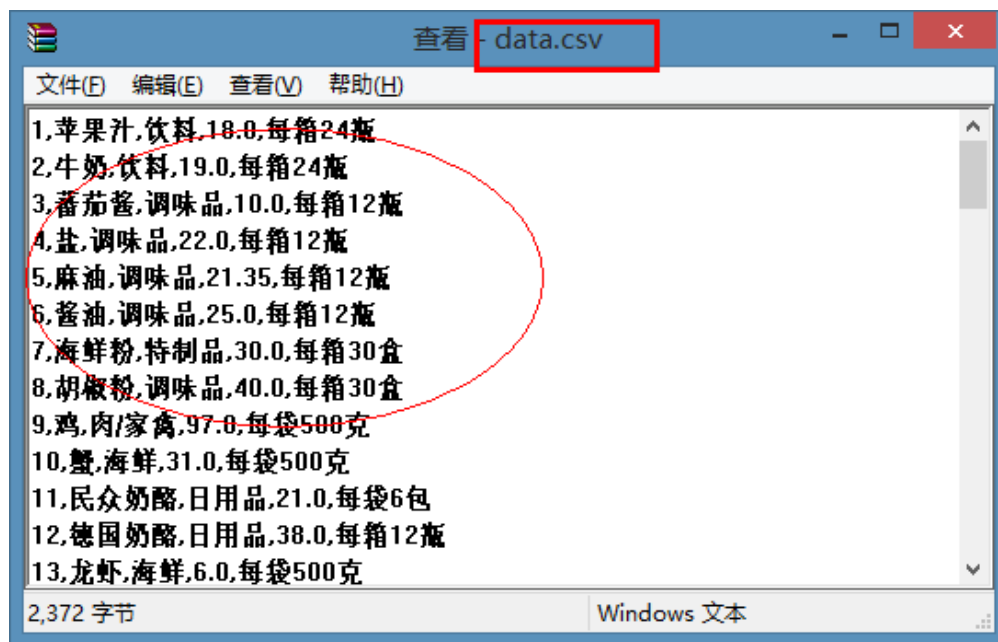 查看 - data.csv
文件(F) 编辑(E) 查看(V) 帮助(H)
1,苹果汁,饮料,18.0,每箱24瓶
2,牛奶,饮料,19.0,每箱24瓶
3,蕃茄酱,调味品,10.0,每箱12瓶
4,盐,调味品,22.0,每箱12瓶
5,麻油,调味品,21.35,每箱12瓶
6,酱油,调味品,25.0,每箱12瓶
7,海鲜粉,特制品,30.0,每箱30盒
8,胡椒粉,调味品,40.0,每箱30盒
9,鸡,肉/家禽,97.0,每袋500克
10,蟹,海鲜,31.0,每袋500克
11,民众奶酪,日用品,21.0,每袋6包
12,德国奶酪,日用品,38.0,每箱12瓶
13,龙虾,海鲜,6.0,每袋500克
2,372 字节 Windows 文本